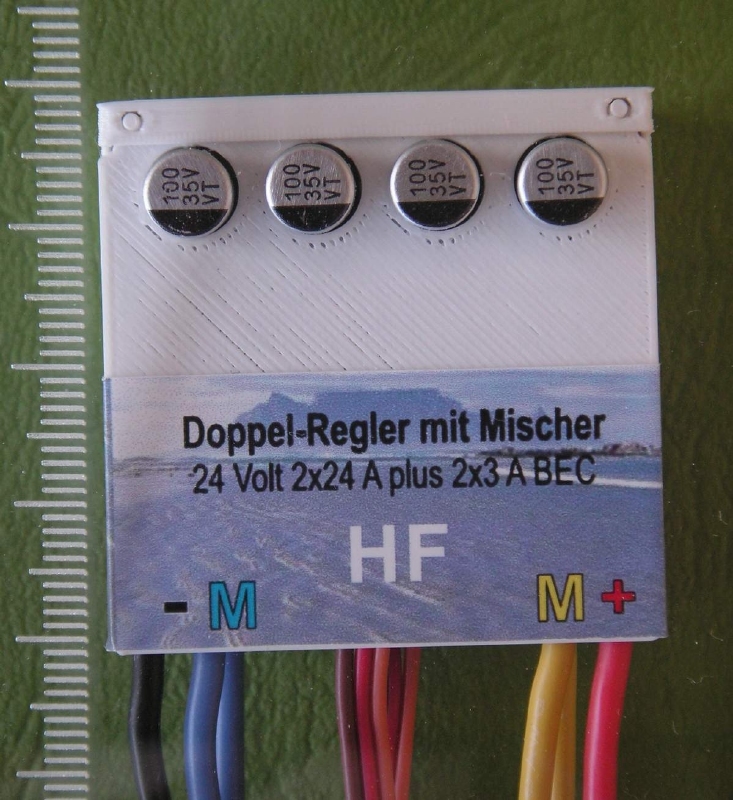 100 35V VT
100 35V VT
100 35V VT
100 35V VT
Doppel-Regler mit Mischer
24 Volt 2x24 A plus 2x3 A BEC
HF
- M M +